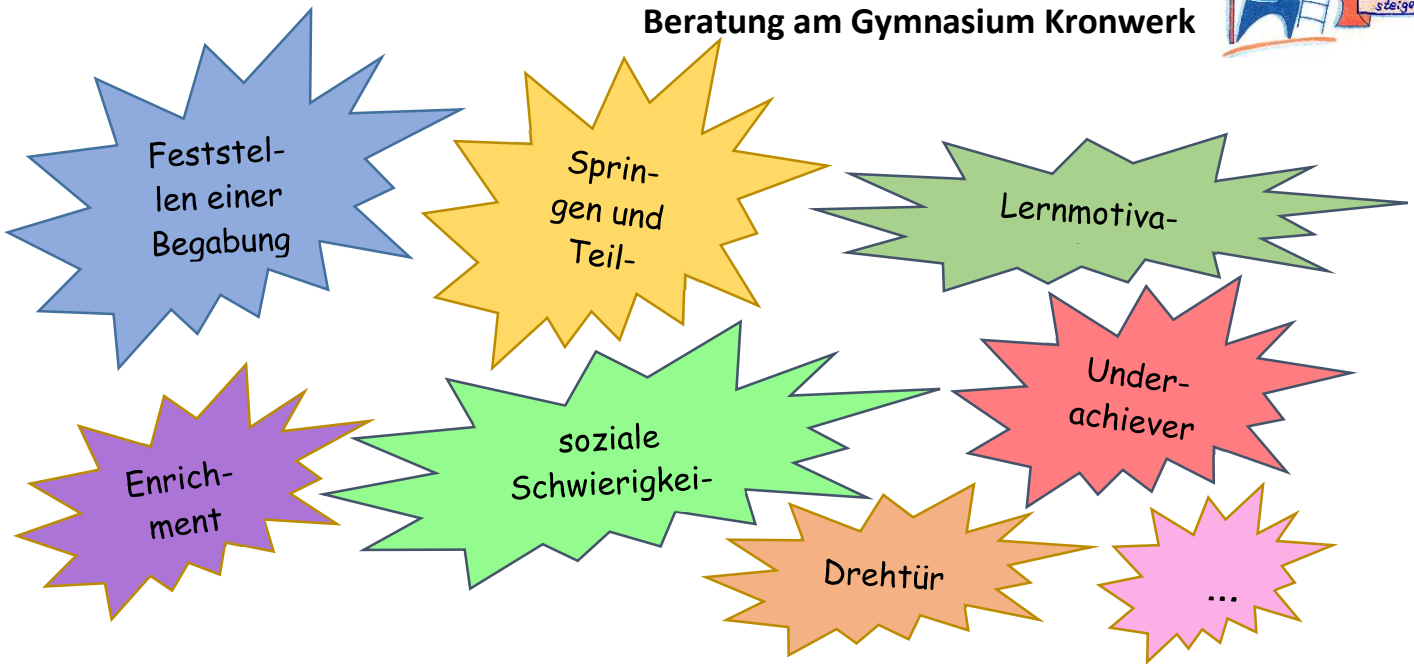 Beratung am Gymnasium Kronwerk
steige
Feststel-
len einer
Begabung
Sprin-
gen und
Teil-
Lernmotiva-
Under-
achiever
Enrich-
ment
soziale
Schwierigkei-
Drehtür
...